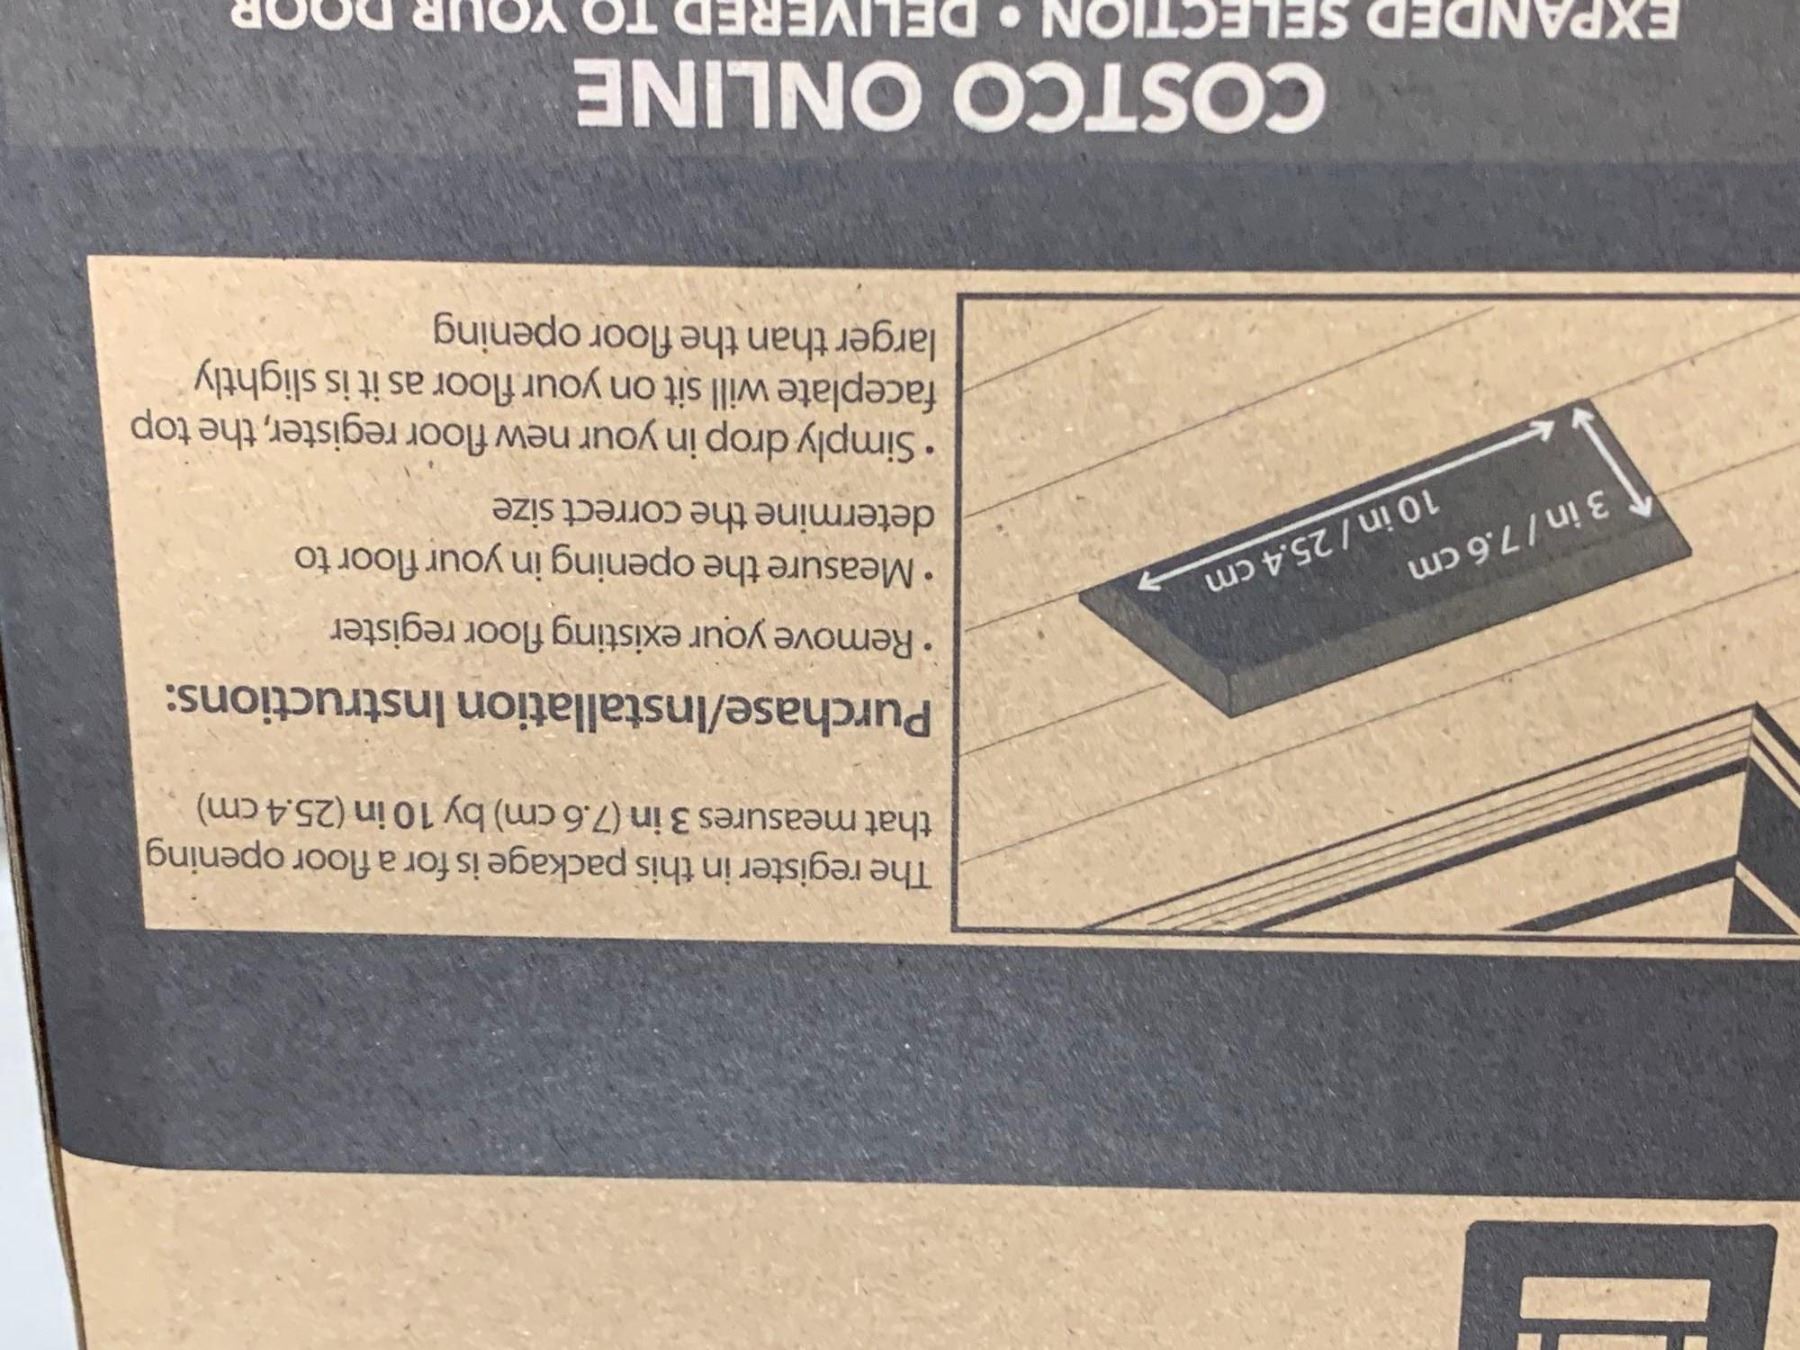 The register in this package is for a floor opening
that measures 3 in (7.6 cm) by 10 in (25.4 cm)
Purchase/Installation Instructions:
• Remove your existing floor register
• Measure the opening in your floor to
determine the correct size
• Simply drop in your new floor register, the top
faceplate will sit on your floor as it is slightly
larger than the floor opening
3 in / 7.6 cm
10 in / 25.4 cm
COSTCO ONLINE
EXPANDED SELECTION • DELIVERED TO YOUR DOOR